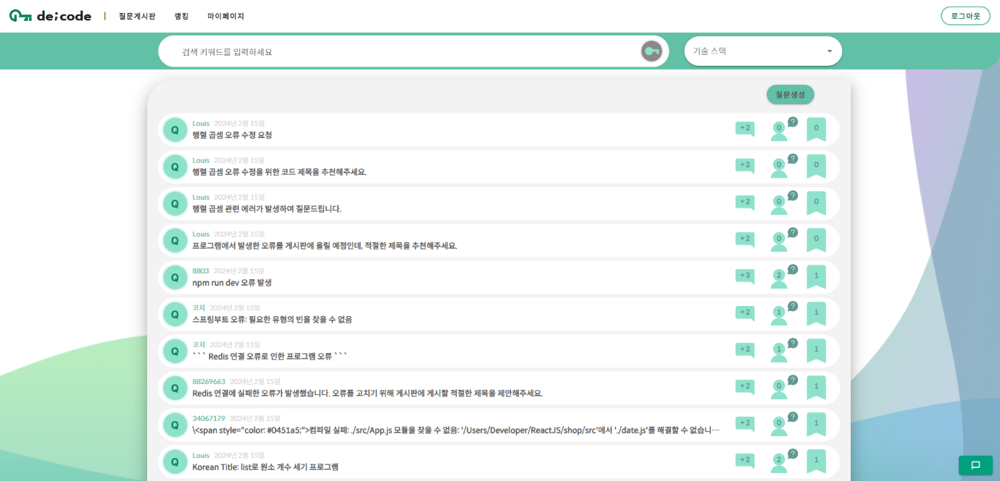 de;code | 질문게시판 랭킹 마이페이지 로그아웃
검색 키워드를 입력하세요 기술 스택
질문생성
Q Louis 2024년 2월 15일 +2 0 ? 0
행렬 곱셈 오류 수정 요청
Q Louis 2024년 2월 15일 +2 0 ? 0
행렬 곱셈 오류 수정을 위한 코드 제목을 추천해주세요.
Q Louis 2024년 2월 15일 +2 0 ? 0
행렬 곱셈 관련 에러가 발생하여 질문드립니다.
Q Louis 2024년 2월 15일 +2 0 ? 0
프로그램에서 발생한 오류를 게시판에 올릴 예정인데, 적절한 제목을 추천해주세요.
Q 8803 2024년 2월 15일 +3 2 ? 1
npm run dev 오류 발생
Q 코치 2024년 2월 15일 +2 1 ? 1
스프링부트 오류: 필요한 유형의 빈을 찾을 수 없음
Q 코치 2024년 2월 15일 +2 1 ? 1
``` Redis 연결 오류로 인한 프로그램 오류 ```
Q 88269663 2024년 2월 15일 +2 0 ? 1
Redis 연결에 실패한 오류가 발생했습니다. 오류를 고치기 위해 게시판에 게시할 적절한 제목을 제안해주세요.
Q 34067179 2024년 2월 15일 +2 0 ? 1
\<span style="color: #0451a5;">컴파일 실패: ./src/App.js 모듈을 찾을 수 없음: '/Users/Developer/ReactJS/shop/src'에서 './date.js'를 해결할 수 없습니…
Q Louis 2024년 2월 15일 +2 2 ? 1
Korean Title: list로 원소 개수 세기 프로그램